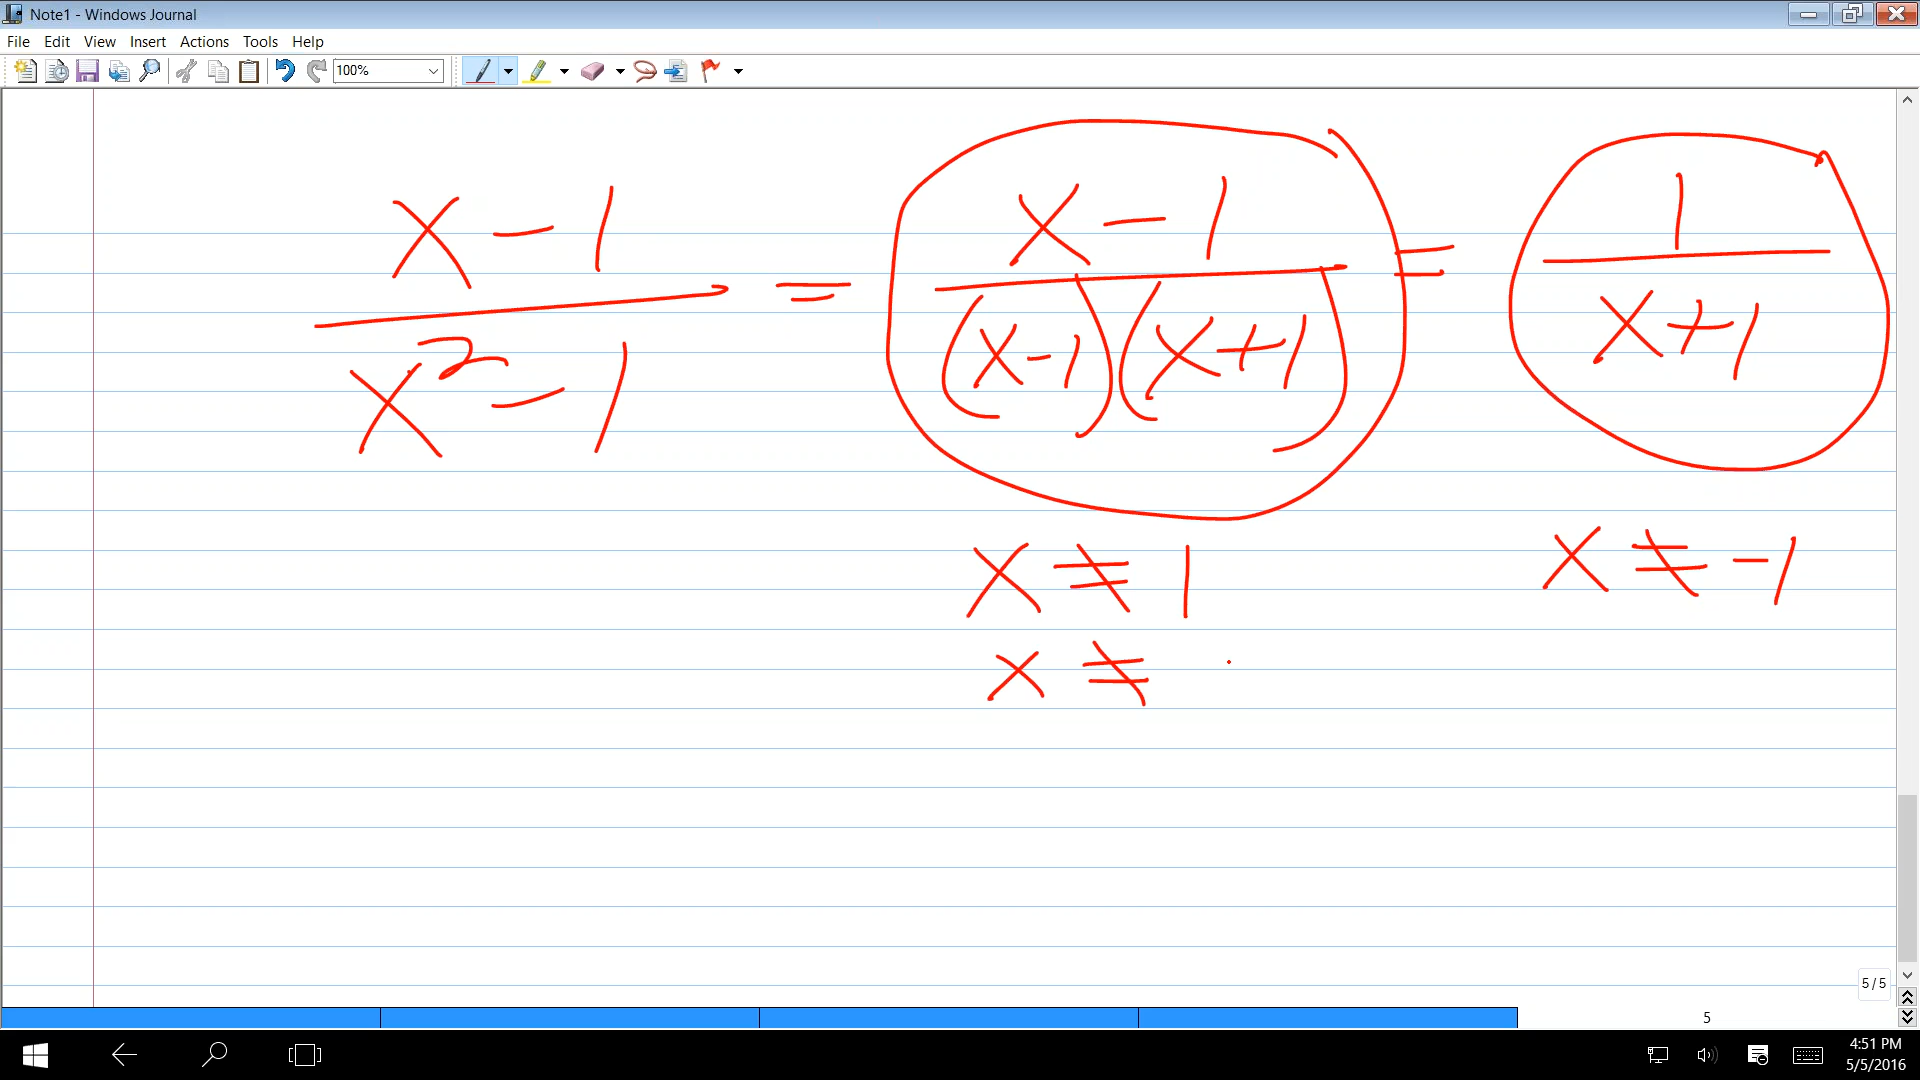 Note1 - Windows Journal
File Edit View Insert Actions Tools Help
100%
x - 1 / x² - 1 = x - 1 / (x-1)(x+1) = 1 / x+1
x ≠ 1
x ≠ -1
x ≠
5 / 5
5
4:51 PM
5/5/2016